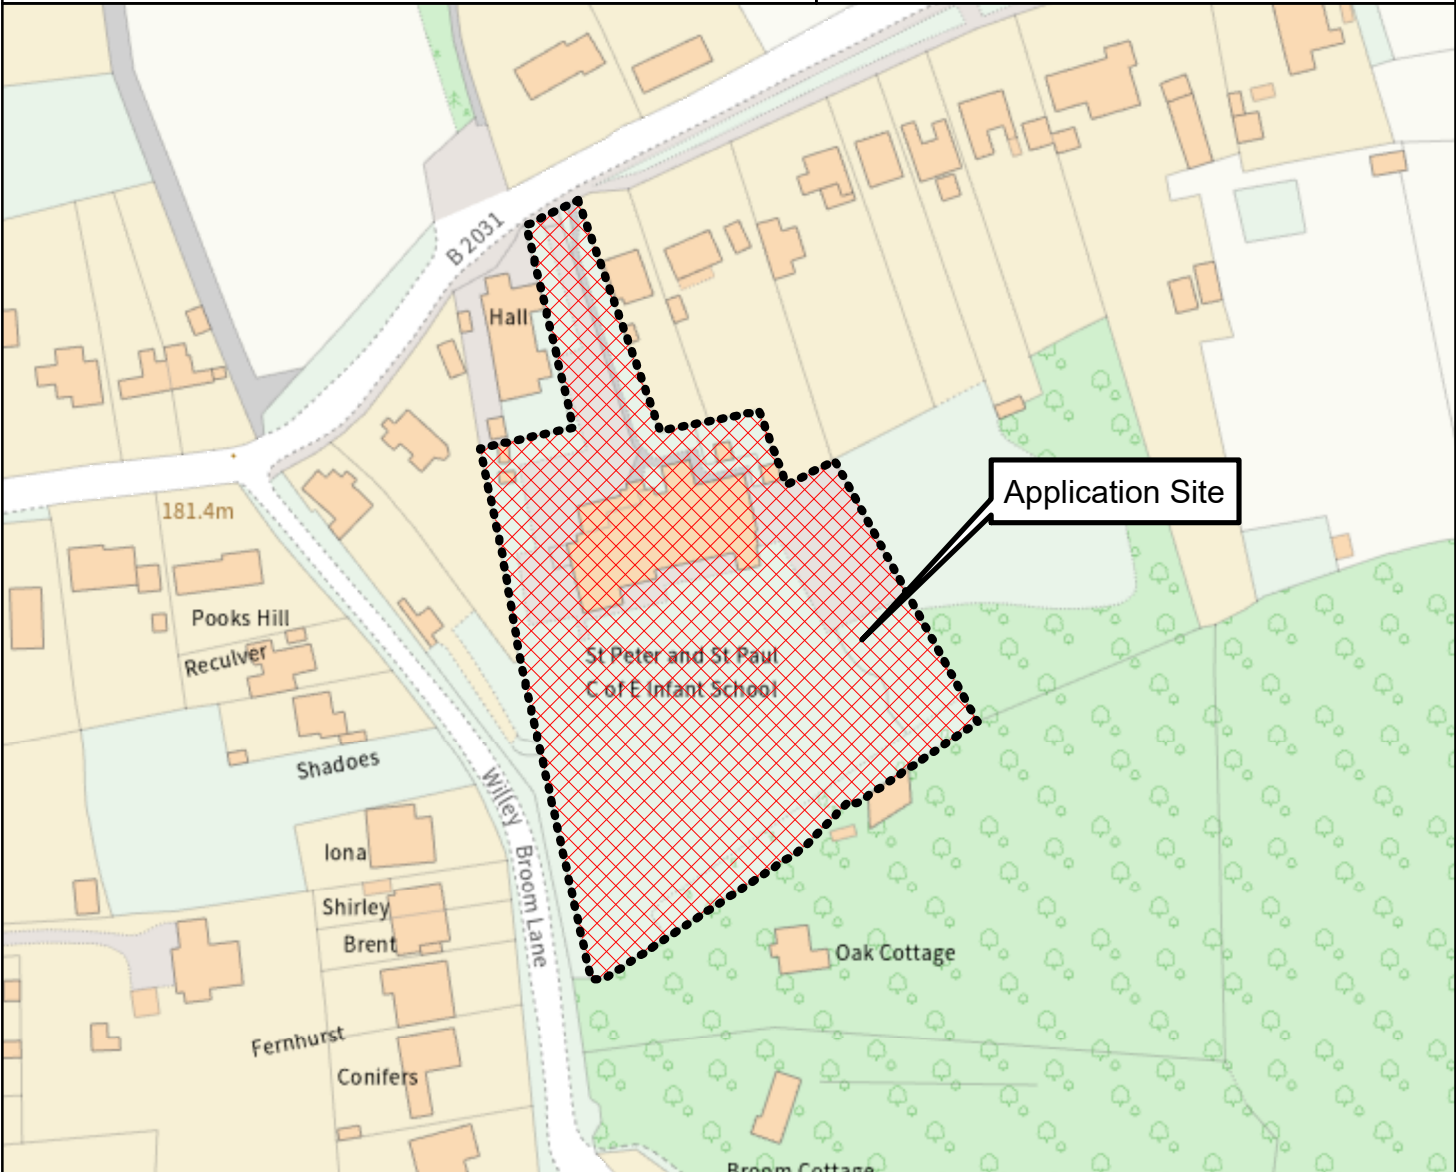 B 2031
Hall
Application Site
181.4m
Pooks Hill
Reculver
St Peter and St Paul
C of E Infant School
Shadoes
Willey Broom Lane
Iona
Shirley
Brent
Oak Cottage
Fernhurst
Conifers
Broom Cottage